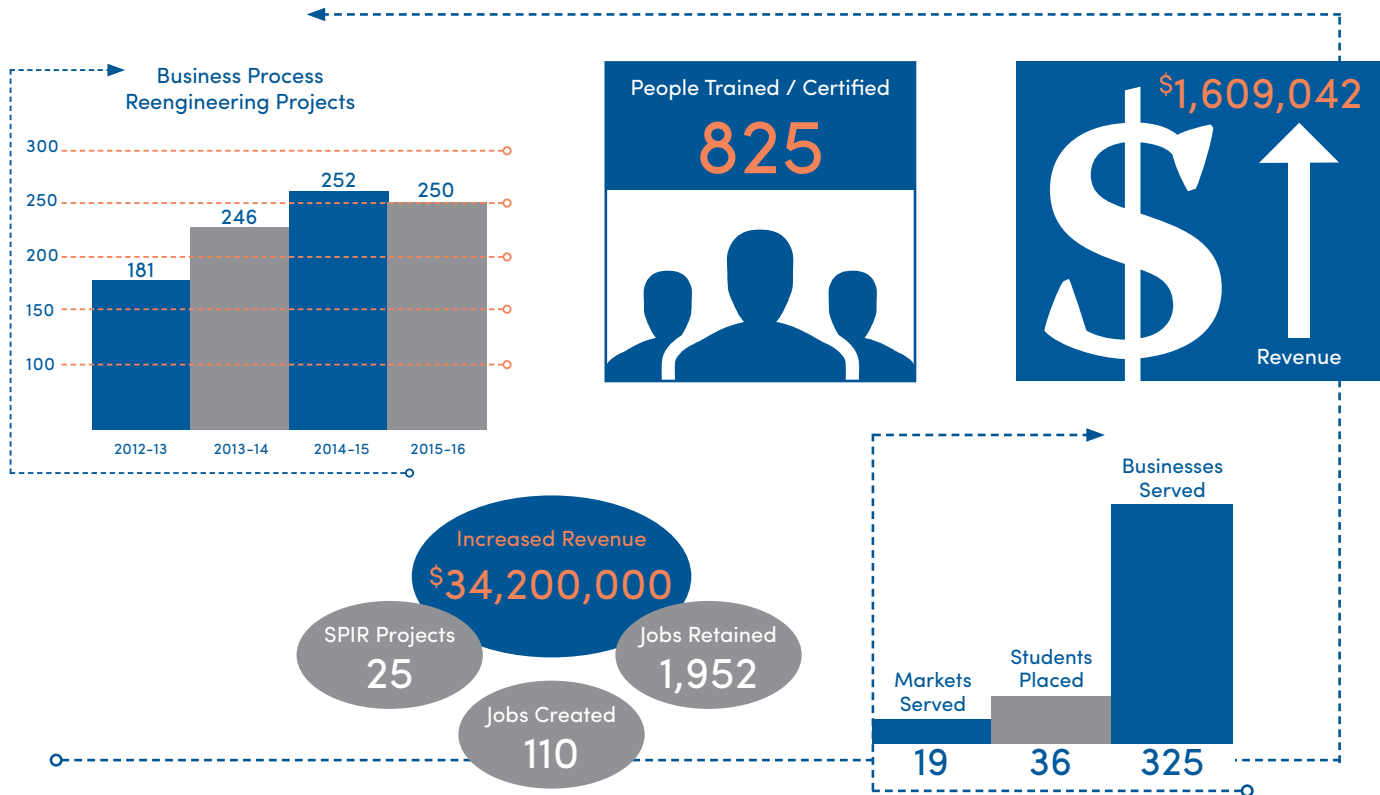 Business Process
Reengineering Projects
300
250
200
150
100
181
246
252
250
2012-13
2013-14
2014-15
2015-16
People Trained / Certified
825
$1,609,042
Revenue
Increased Revenue
$34,200,000
SPIR Projects
25
Jobs Retained
1,952
Jobs Created
110
Markets
Served
19
Students
Placed
36
Businesses
Served
325